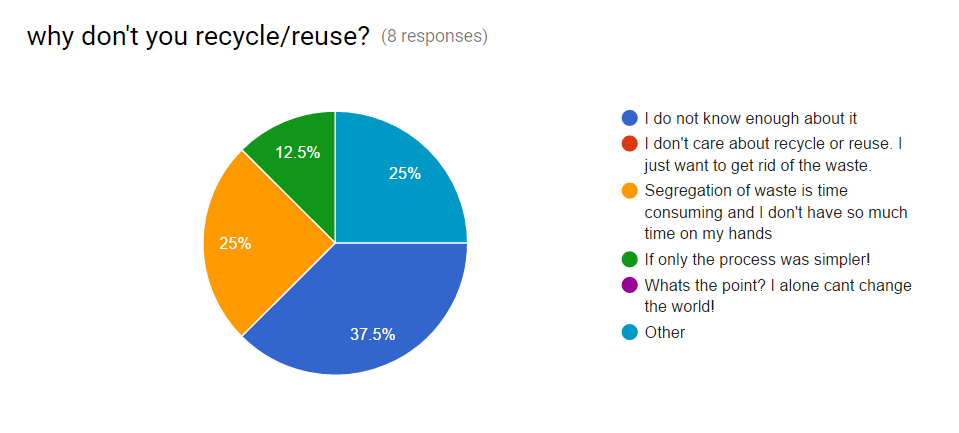 why don't you recycle/reuse? (8 responses)
12.5%
25%
25%
37.5%
I do not know enough about it
I don't care about recycle or reuse. I
just want to get rid of the waste.
Segregation of waste is time
consuming and I don't have so much
time on my hands
If only the process was simpler!
Whats the point? I alone cant change
the world!
Other